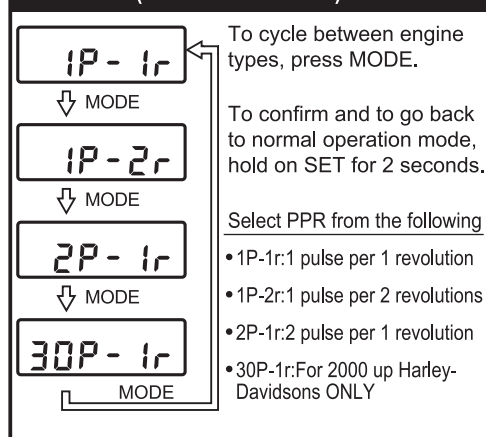 1P-1r
MODE
1P-2r
MODE
2P-1r
MODE
30P-1r
MODE
To cycle between engine
types, press MODE.
To confirm and to go back
to normal operation mode,
hold on SET for 2 seconds.
Select PPR from the following
•1P-1r:1 pulse per 1 revolution
•1P-2r:1 pulse per 2 revolutions
•2P-1r:2 pulse per 1 revolution
•30P-1r:For 2000 up Harley-
Davidsons ONLY